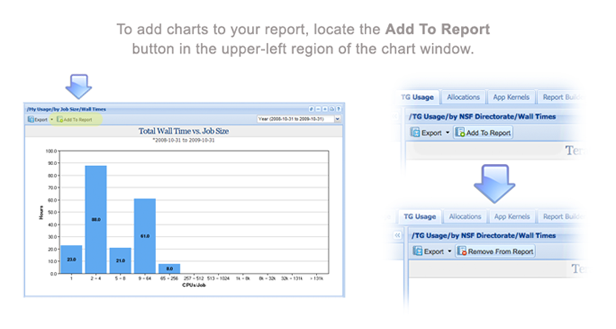 To add charts to your report, locate the Add To Report
button in the upper-left region of the chart window.
/My Usage/by Job Size/Wall Times
Export Add To Report
Year (2008-10-31 to 2009-10-31)
Total Wall Time vs. Job Size
*2008-10-31 to 2009-10-31
100.0
90.0
80.0
70.0
60.0
50.0
40.0
30.0
20.0
10.0
0.0
Hours
23.0 88.0 21.0 61.0 8.0
1 2 - 4 5 - 8 9 - 64 65 - 256 257 - 512 513 - 1024 1k - 8k 8k - 32k 32k - 131k > 131k
CPUs/Job
TG Usage Allocations App Kernels Report Builde
/TG Usage/by NSF Directorate/Wall Times
Export Add To Report
TG Usage Allocations App Kernels Report Build
/TG Usage/by NSF Directorate/Wall Times
Export Remove From Report